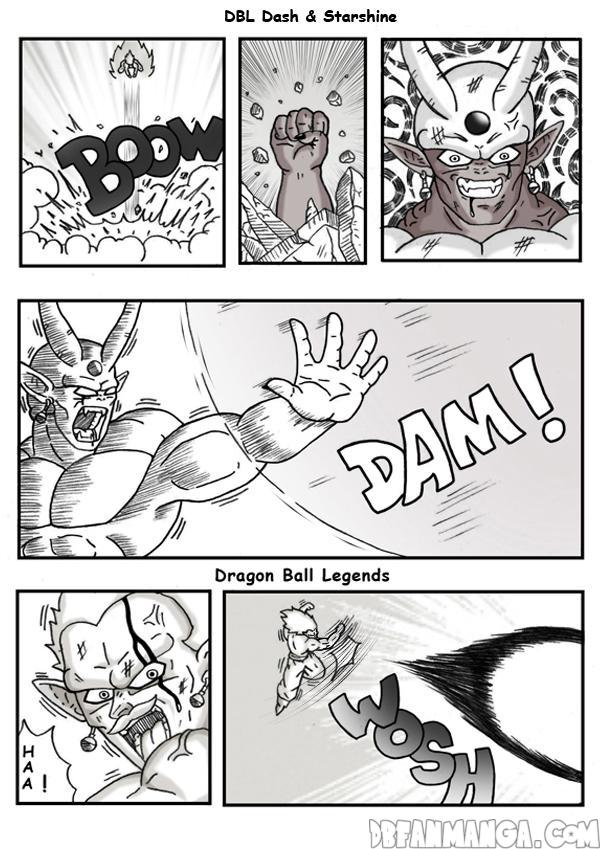 DBL Dash & Starshine
BOOW
DAM!
Dragon Ball Legends
HAA!
WOSH
DBFANMANGA.COM